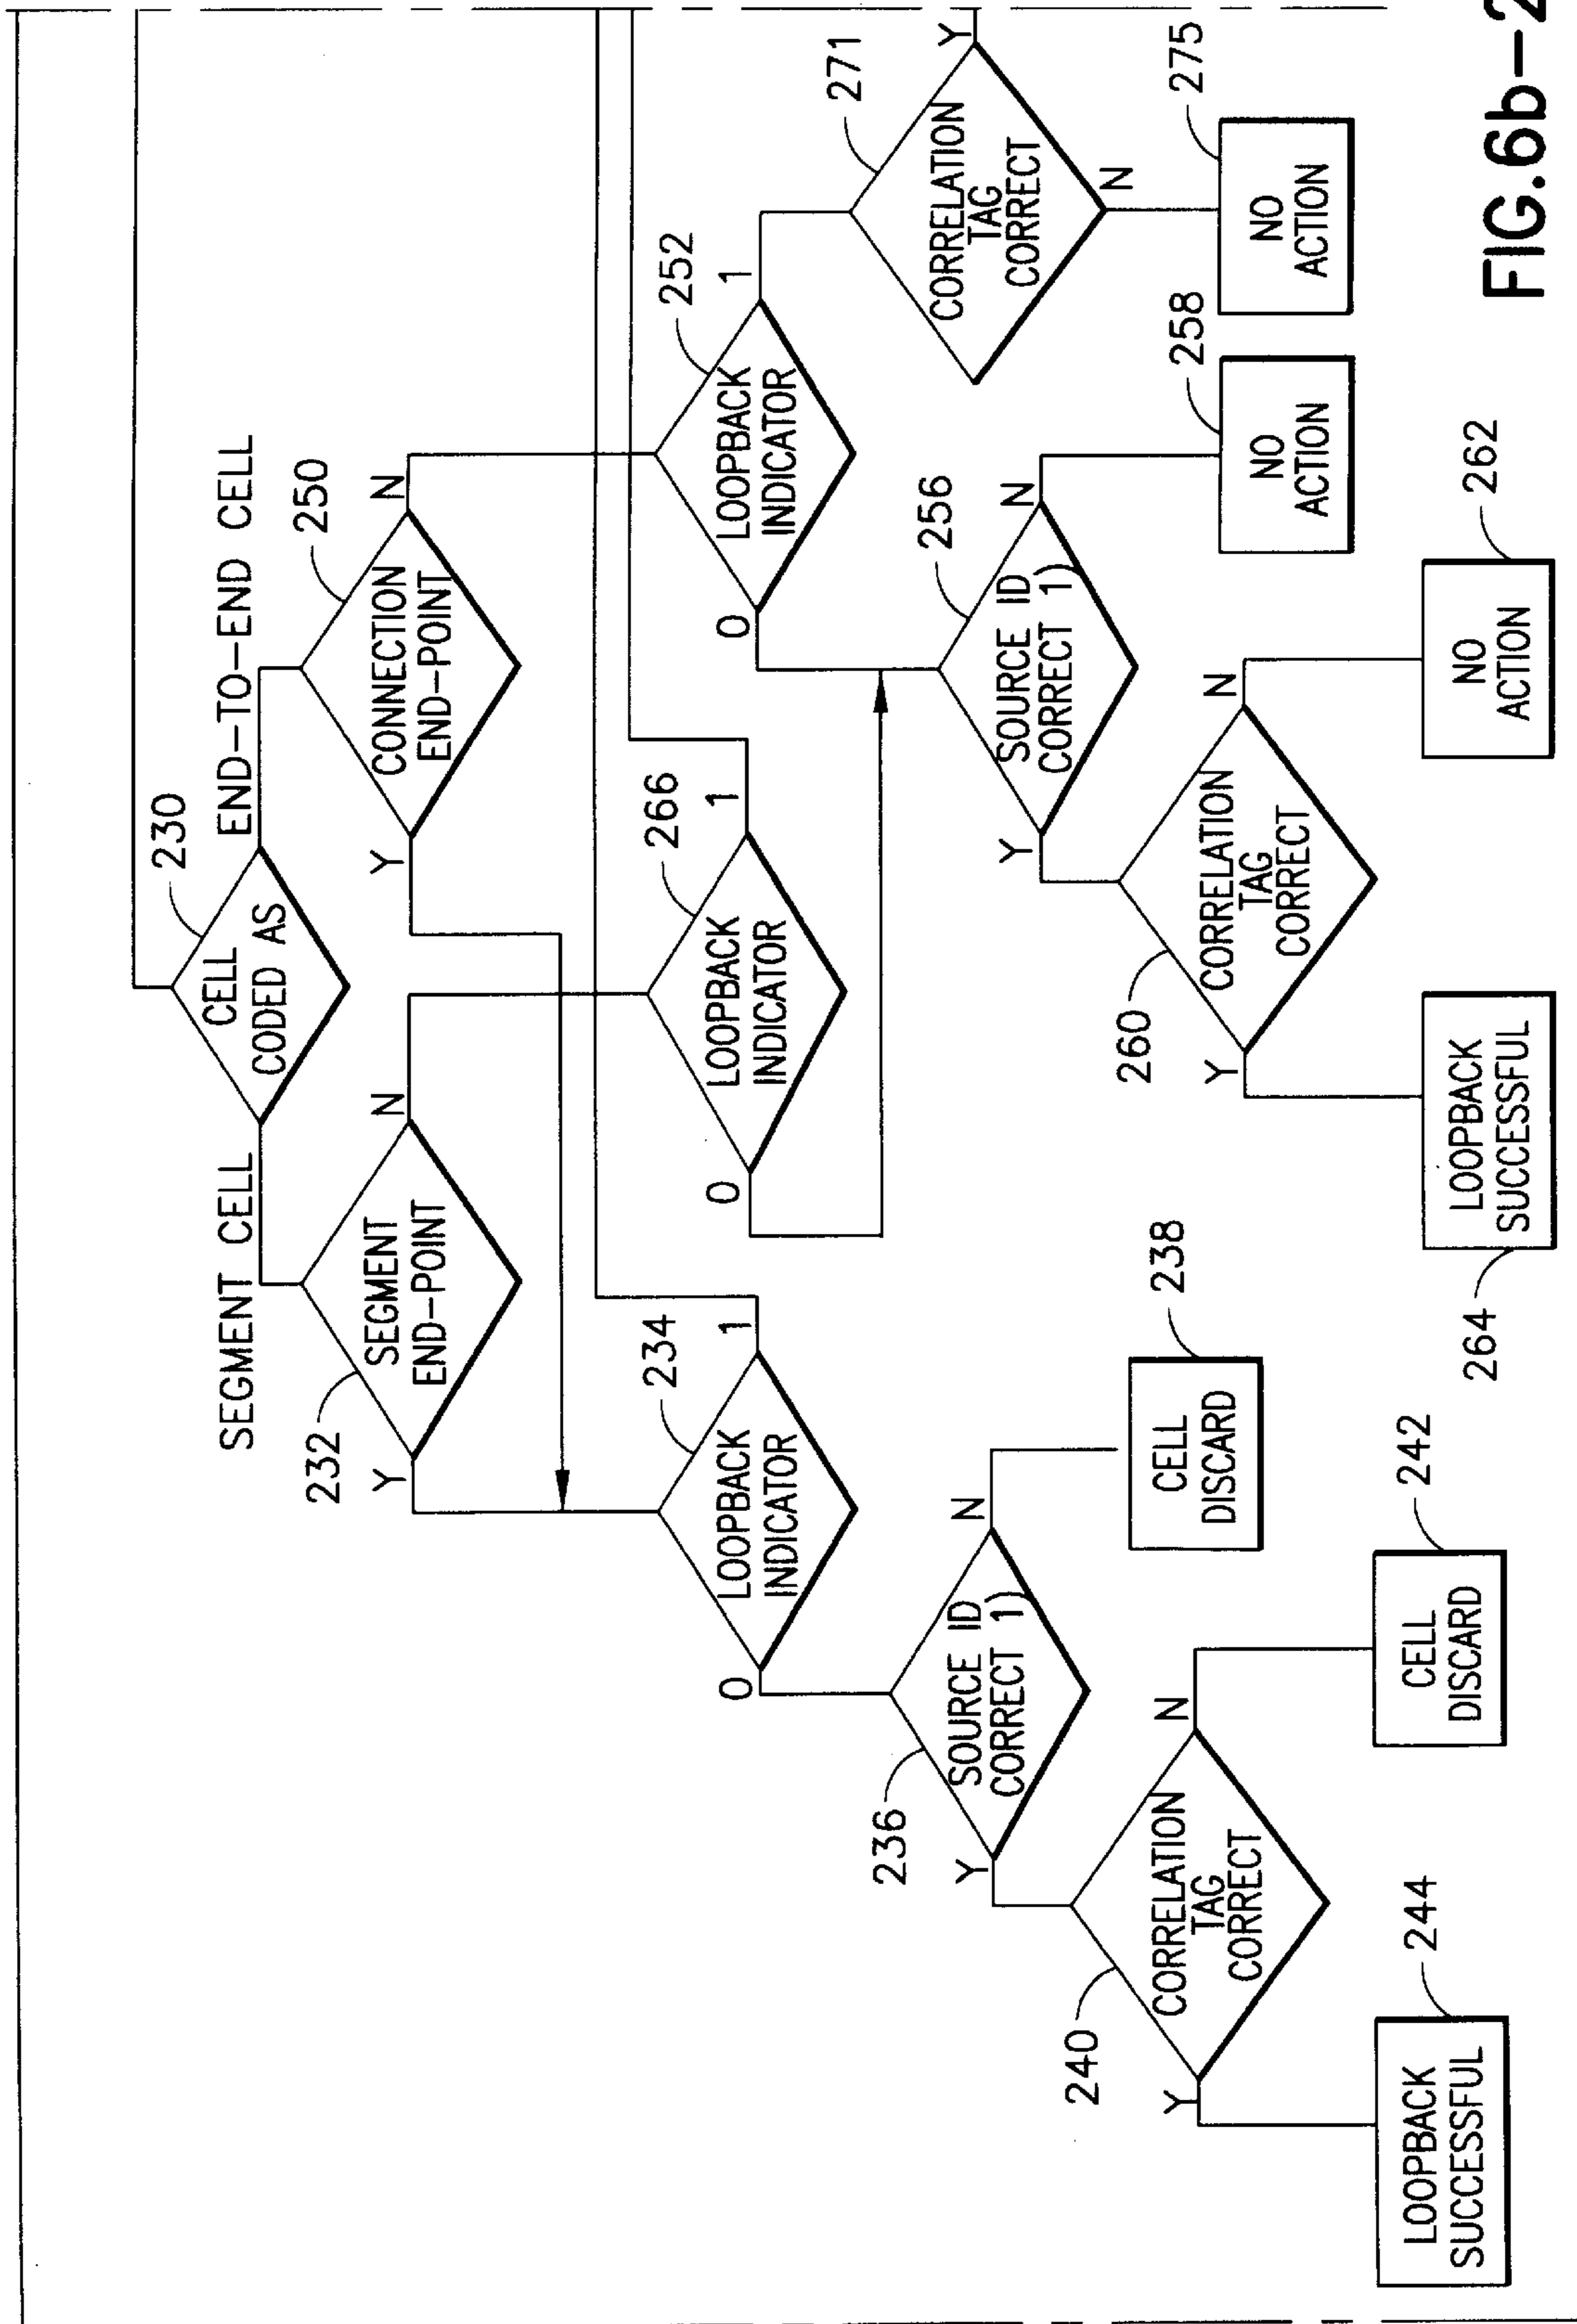 230
CELL
CODED AS
SEGMENT CELL
END-TO-END CELL
232
SEGMENT
END-POINT
Y
N
250
CONNECTION
END-POINT
Y
N
234
LOOPBACK
INDICATOR
0
1
266
LOOPBACK
INDICATOR
0
1
252
LOOPBACK
INDICATOR
0
1
236
SOURCE ID
CORRECT 1)
Y
N
238
CELL
DISCARD
256
SOURCE ID
CORRECT 1)
Y
N
271
CORRELATION
TAG
CORRECT
Y
N
240
CORRELATION
TAG
CORRECT
Y
N
260
CORRELATION
TAG
CORRECT
Y
N
258
NO
ACTION
275
NO
ACTION
244
LOOPBACK
SUCCESSFUL
242
CELL
DISCARD
264
LOOPBACK
SUCCESSFUL
262
NO
ACTION
FIG.6b-2